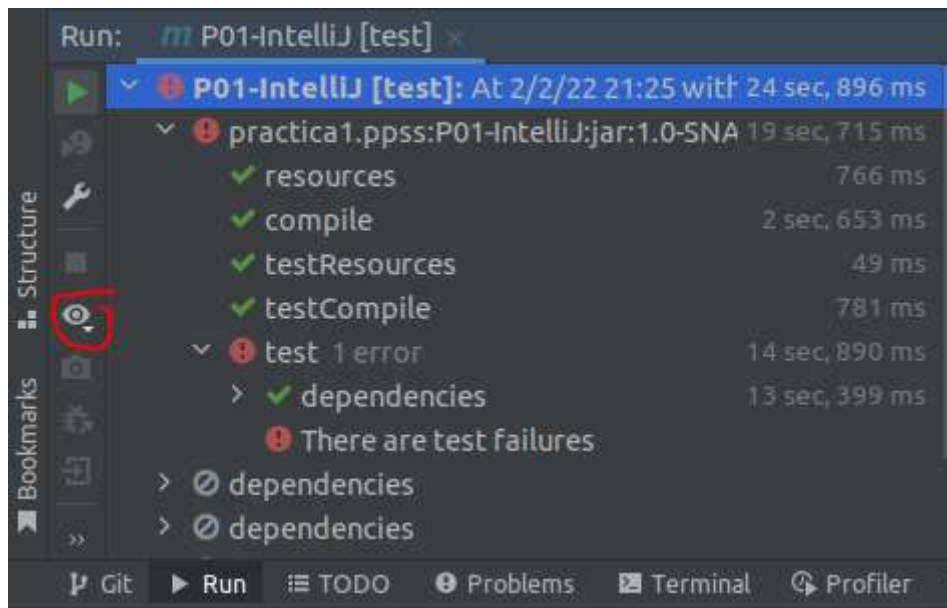 Run: P01-IntelliJ [test]
P01-IntelliJ [test]: At 2/2/22 21:25 with 24 sec, 896 ms
practica1.ppss:P01-IntelliJ:jar:1.0-SNA 19 sec, 715 ms
resources 766 ms
compile 2 sec, 653 ms
testResources 49 ms
testCompile 781 ms
test 1 error 14 sec, 890 ms
dependencies 13 sec, 399 ms
There are test failures
dependencies
dependencies
Structure
Bookmarks
Git Run TODO Problems Terminal Profiler